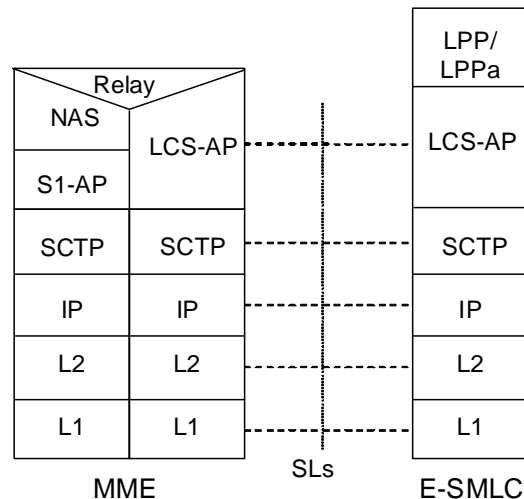 LPP/
LPPa
Relay
NAS
LCS-AP
LCS-AP
S1-AP
SCTP
SCTP
SCTP
IP
IP
IP
L2
L2
L2
L1
L1
L1
SLs
MME
E-SMLC